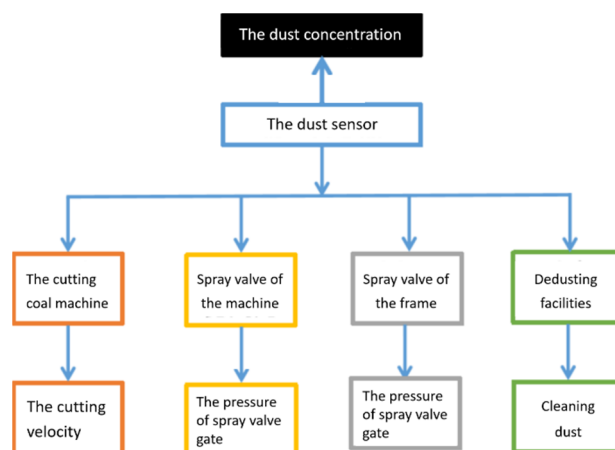 The dust concentration
The dust sensor
The cutting
coal machine
Spray valve of
the machine
Spray valve of
the frame
Dedusting
facilities
The cutting
velocity
The pressure
of spray valve
gate
The pressure
of spray valve
gate
Cleaning
dust